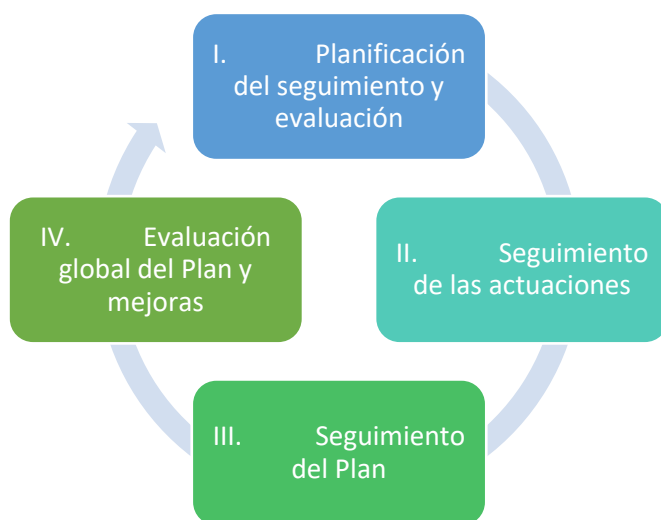 I. Planificación
del seguimiento y
evaluación
II. Seguimiento
de las actuaciones
III. Seguimiento
del Plan
IV. Evaluación
global del Plan y
mejoras